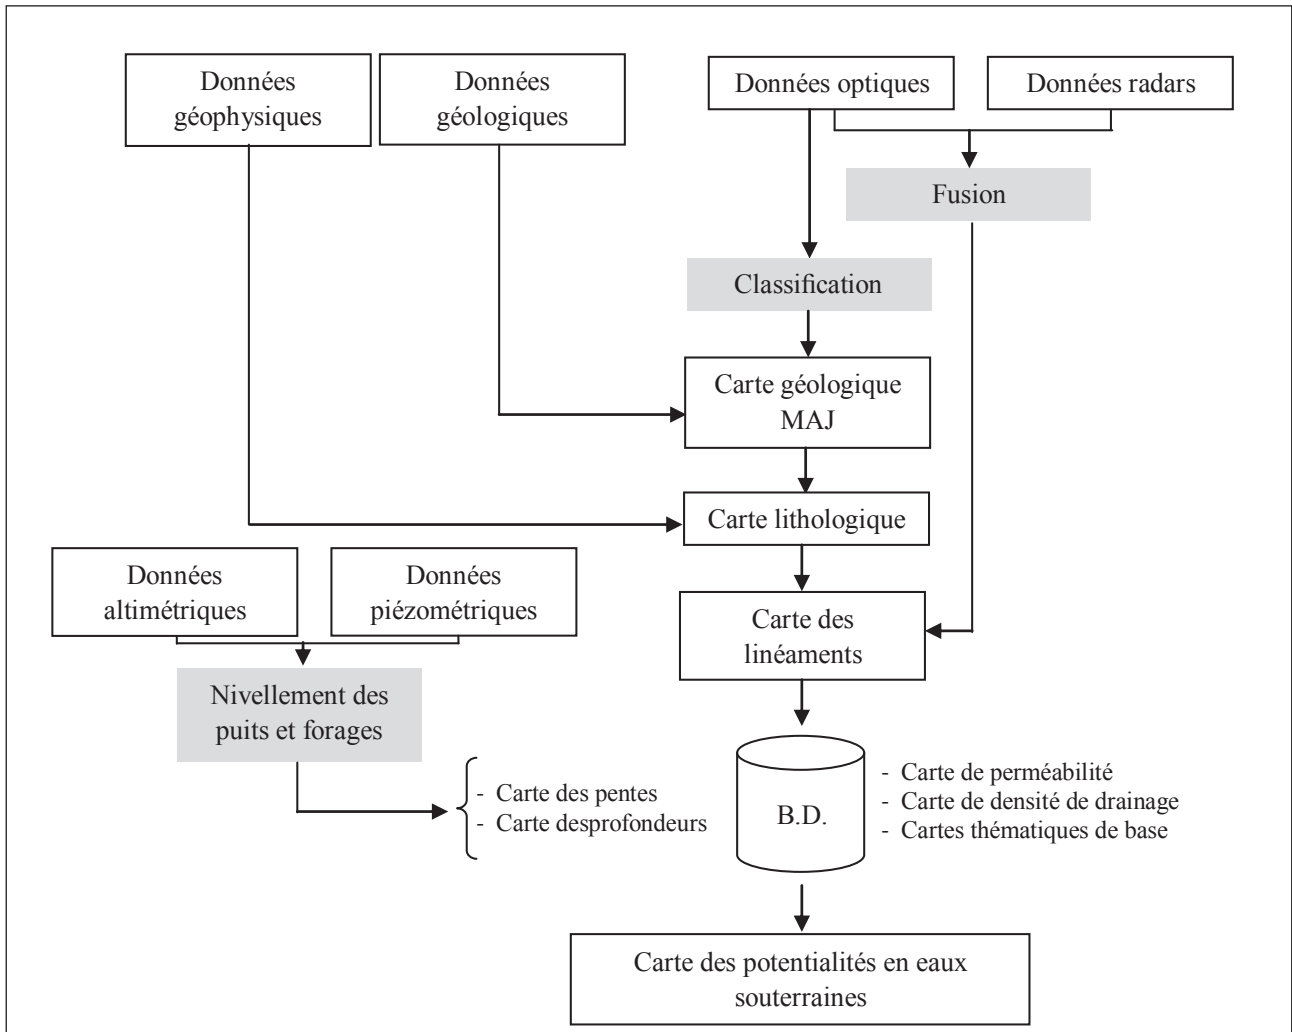 Données
géophysiques
Données
géologiques
Données optiques
Données radars
Fusion
Classification
Carte géologique
MAJ
Carte lithologique
Données
altimétriques
Données
piézométriques
Carte des
linéaments
Nivellement des
puits et forages
- Carte des pentes
- Carte desprofondeurs
B.D.
- Carte de perméabilité
- Carte de densité de drainage
- Cartes thématiques de base
Carte des potentialités en eaux
souterraines